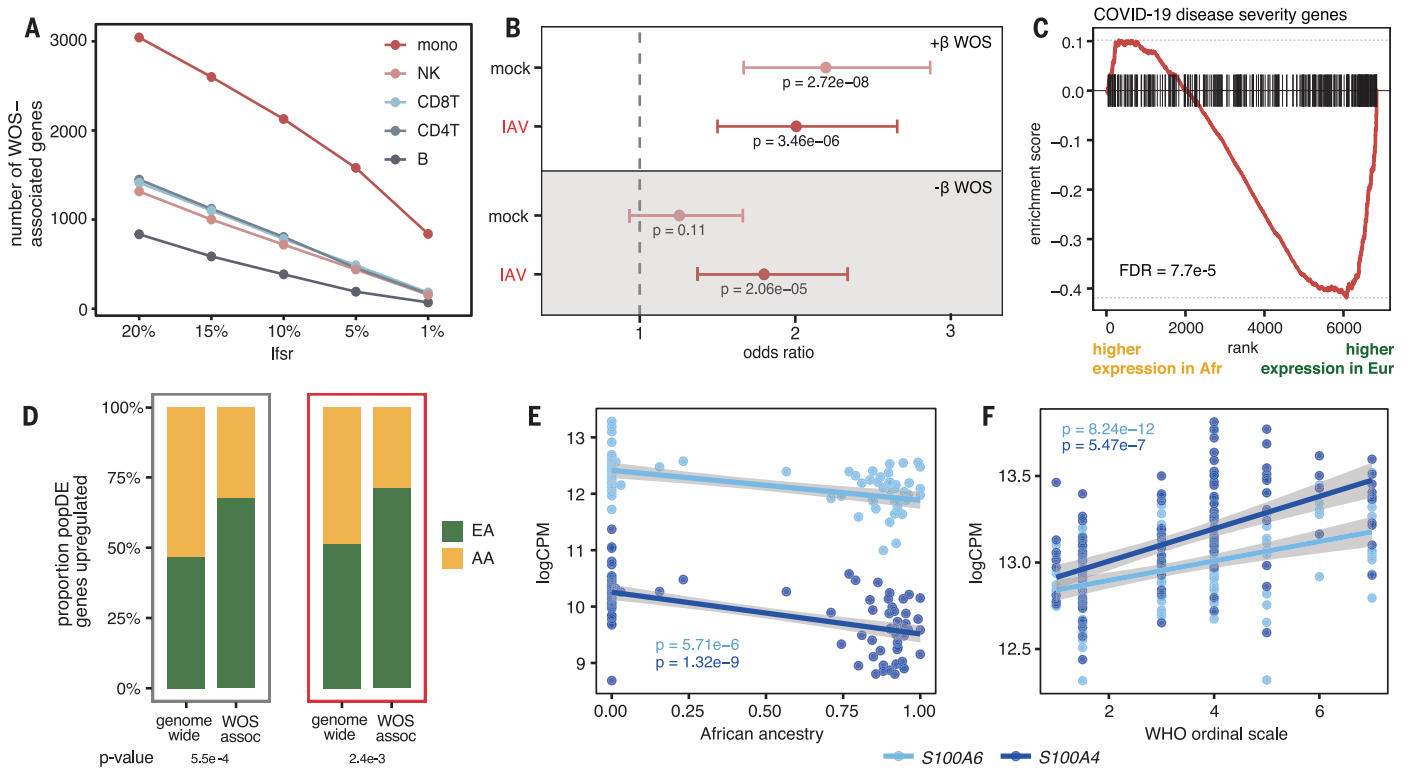 A
number of WOS–
associated genes
3000
2000
1000
0
20%
15%
10%
5%
1%
lfsr
mono
NK
CD8T
CD4T
B
B
+β WOS
mock
p = 2.72e−08
IAV
p = 3.46e−06
-β WOS
mock
p = 0.11
IAV
p = 2.06e−05
1
2
3
odds ratio
C
COVID-19 disease severity genes
enrichment score
0.1
0.0
−0.1
−0.2
−0.3
−0.4
FDR = 7.7e-5
0
2000
4000
6000
rank
higher
expression in Afr
higher
expression in Eur
D
proportion popDE
genes upregulated
100%
75%
50%
25%
0%
genome
wide
WOS
assoc
genome
wide
WOS
assoc
p-value
5.5e-4
2.4e-3
EA
AA
E
logCPM
13
12
11
10
9
p = 5.71e-6
p = 1.32e-9
0.00
0.25
0.50
0.75
1.00
African ancestry
F
logCPM
13.5
13.0
12.5
p = 8.24e-12
p = 5.47e-7
2
4
6
WHO ordinal scale
S100A6
S100A4